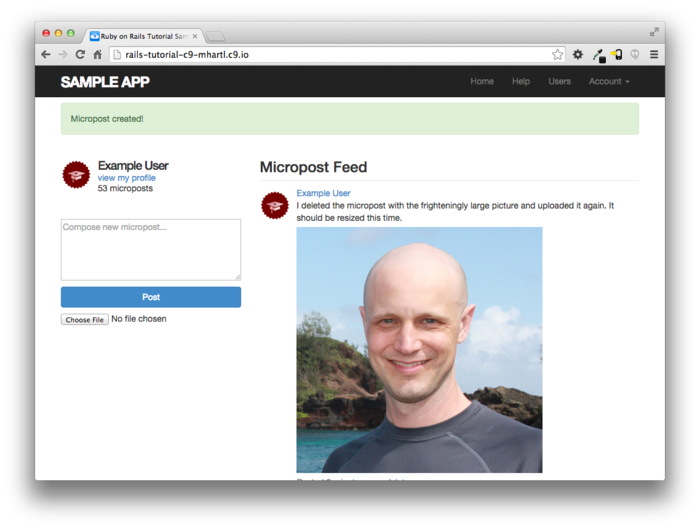 Ruby on Rails Tutorial Sam
rails-tutorial-c9-mhartl.c9.io
SAMPLE APP
Home
Help
Users
Account
Micropost created!
Example User
view my profile
53 microposts
Compose new micropost...
Post
Choose File No file chosen
Micropost Feed
Example User
I deleted the micropost with the frighteningly large picture and uploaded it again. It
should be resized this time.